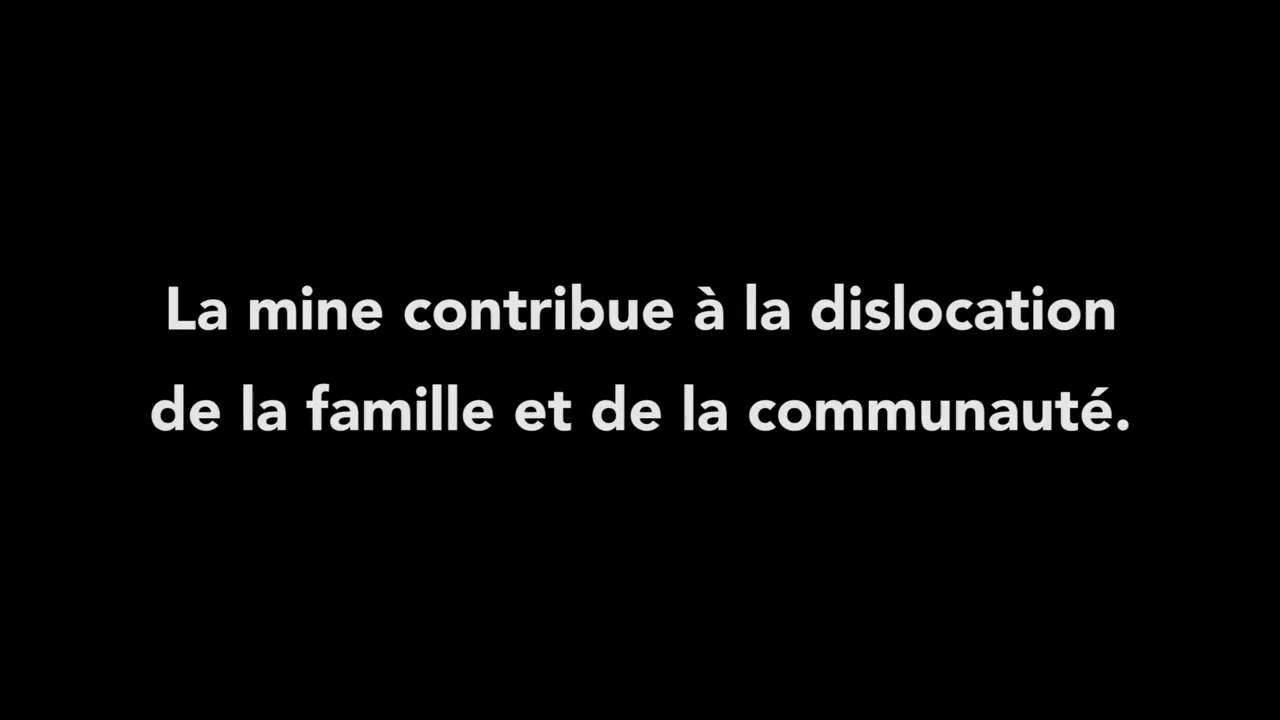 La mine contribue à la dislocation
de la famille et de la communauté.